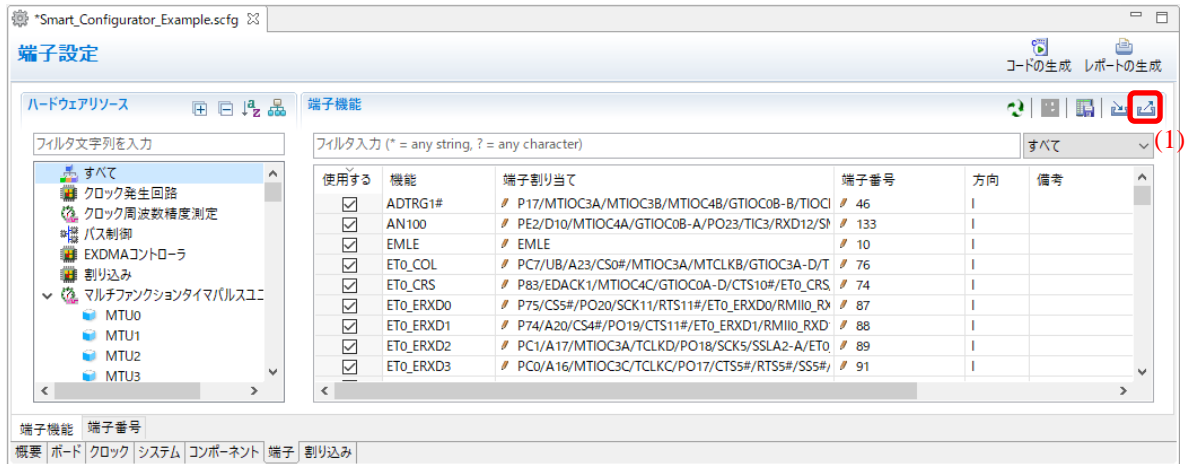 *Smart_Configurator_Example.scfg
端子設定
コードの生成 レポートの生成
ハードウェアリソース
端子機能
(1)
フィルタ文字列を入力
フィルタ入力 (* = any string, ? = any character)
すべて
すべて
クロック発生回路
クロック周波数精度測定
バス制御
EXDMAコントローラ
割り込み
マルチファンクションタイマパルスユニ
MTU0
MTU1
MTU2
MTU3
使用する 機能 端子割り当て 端子番号 方向 備考
ADTRG1# P17/MTIOC3A/MTIOC3B/MTIOC4B/GTIOC0B-B/TIOCI 46 I
AN100 PE2/D10/MTIOC4A/GTIOC0B-A/PO23/TIC3/RXD12/SM 133 I
EMLE EMLE 10 I
ET0_COL PC7/UB/A23/CS0#/MTIOC3A/MTCLKB/GTIOC3A-D/T 76 I
ET0_CRS P83/EDACK1/MTIOC4C/GTIOC0A-D/CTS10#/ET0_CRS, 74 I
ET0_ERXD0 P75/CS5#/PO20/SCK11/RTS11#/ET0_ERXD0/RMII0_RX 87 I
ET0_ERXD1 P74/A20/CS4#/PO19/CTS11#/ET0_ERXD1/RMII0_RXD 88 I
ET0_ERXD2 PC1/A17/MTIOC3A/TCLKD/PO18/SCK5/SSLA2-A/ET0_ 89 I
ET0_ERXD3 PC0/A16/MTIOC3C/TCLKC/PO17/CTS5#/RTS5#/SS5#/ 91 I
端子機能 端子番号
概要 ボード クロック システム コンポーネント 端子 割り込み